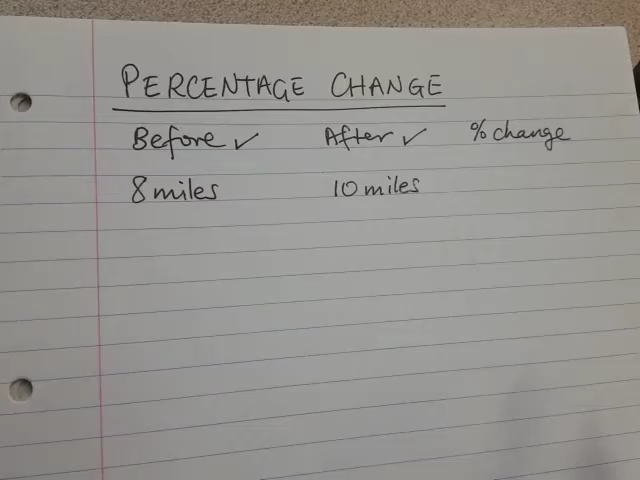 PERCENTAGE CHANGE
Before ✓ After ✓ % change
8 miles 10 miles